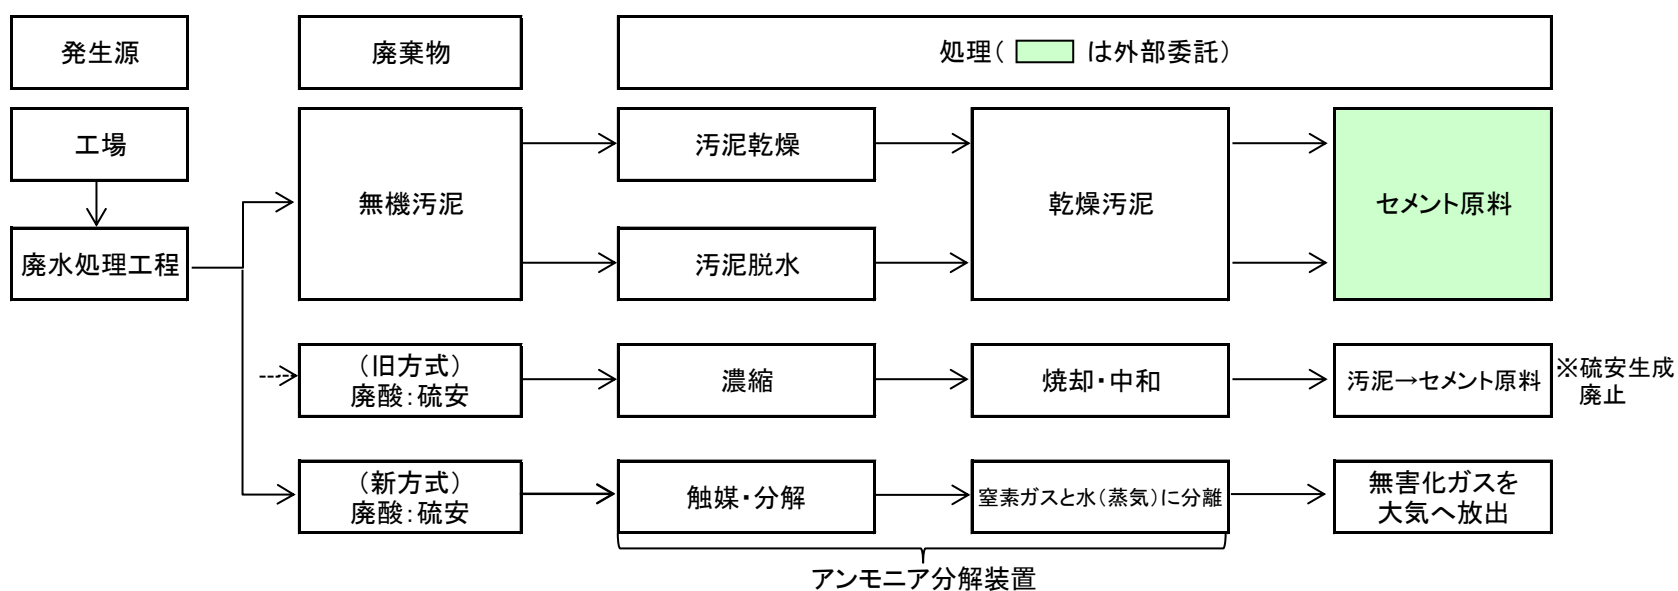 発生源
廃棄物
処理( は外部委託)
工場
廃水処理工程
無機汚泥
汚泥乾燥
汚泥脱水
乾燥汚泥
セメント原料
(旧方式)
廃酸:硫安
濃縮
焼却・中和
汚泥→セメント原料
※硫安生成
廃止
(新方式)
廃酸:硫安
触媒・分解
窒素ガスと水(蒸気)に分離
無害化ガスを
大気へ放出
アンモニア分解装置